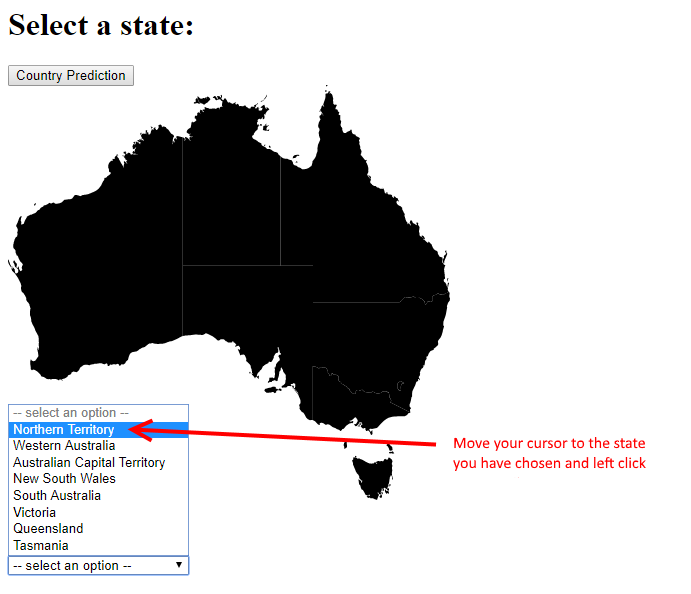 Select a state:
Country Prediction
-- select an option --
Northern Territory
Western Australia
Australian Capital Territory
New South Wales
South Australia
Victoria
Queensland
Tasmania
-- select an option --
Move your cursor to the state
you have chosen and left click